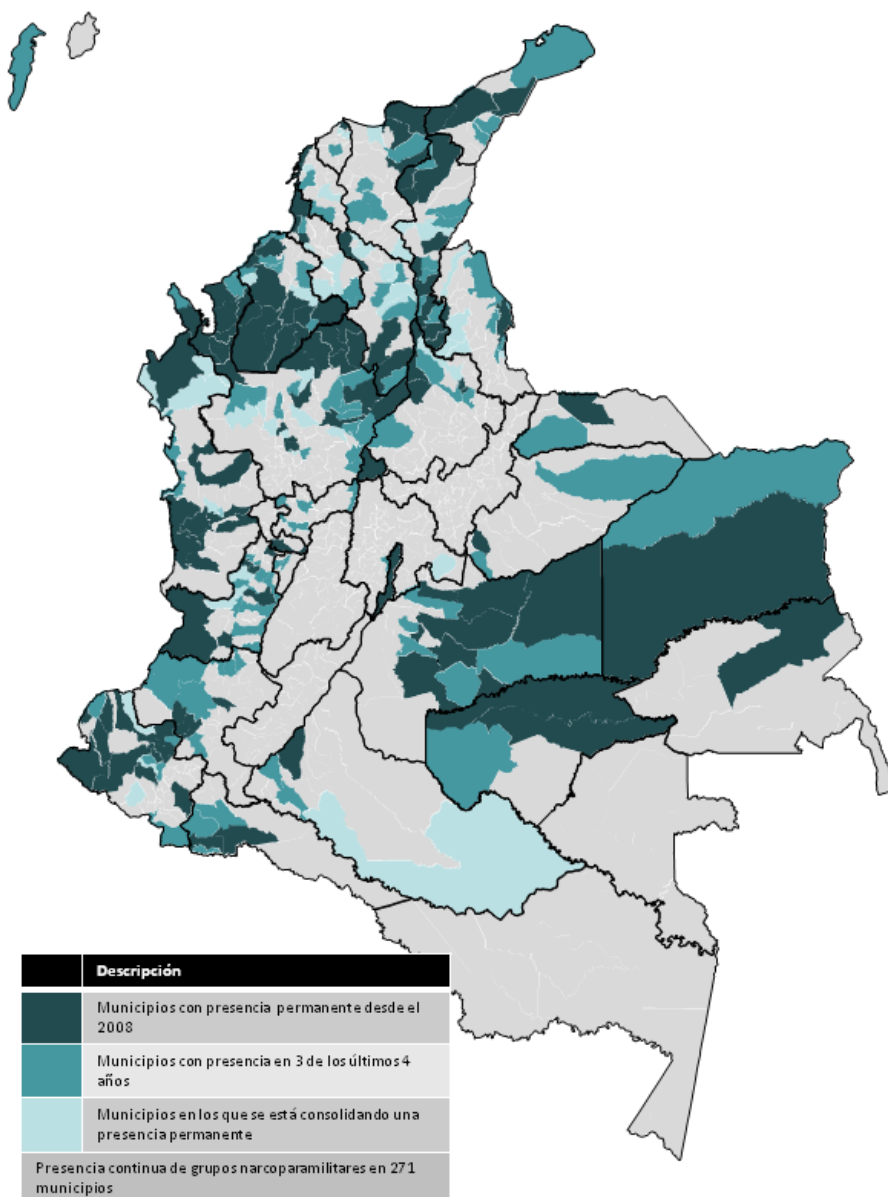 Descripción
Municipios con presencia permanente desde el
2008
Municipios con presencia en 3 de los últimos 4
años
Municipios en los que se está consolidando una
presencia permanente
Presencia continua de grupos narcoparamilitares en 271
municipios